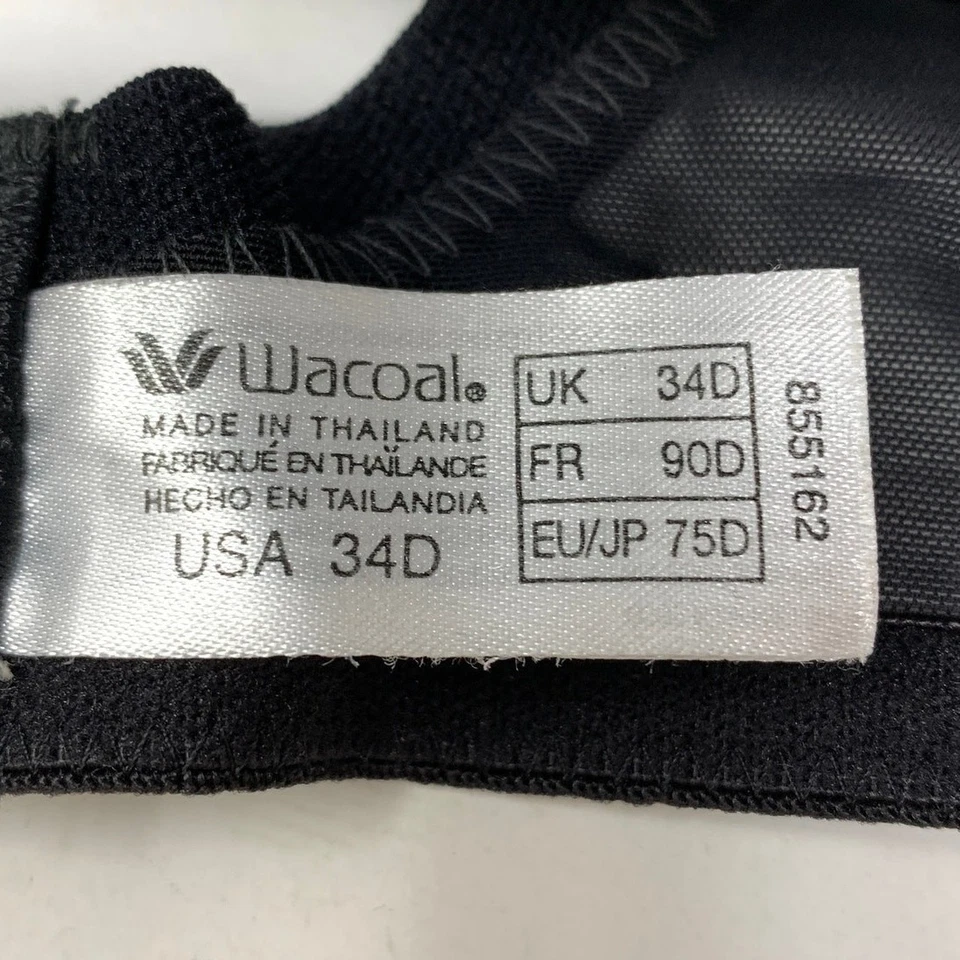 Wacoal®
MADE IN THAILAND
FABRIQUÉ EN THAÏLANDE
HECHO EN TAILANDIA
USA 34D
UK 34D
FR 90D
EU/JP 75D
855162